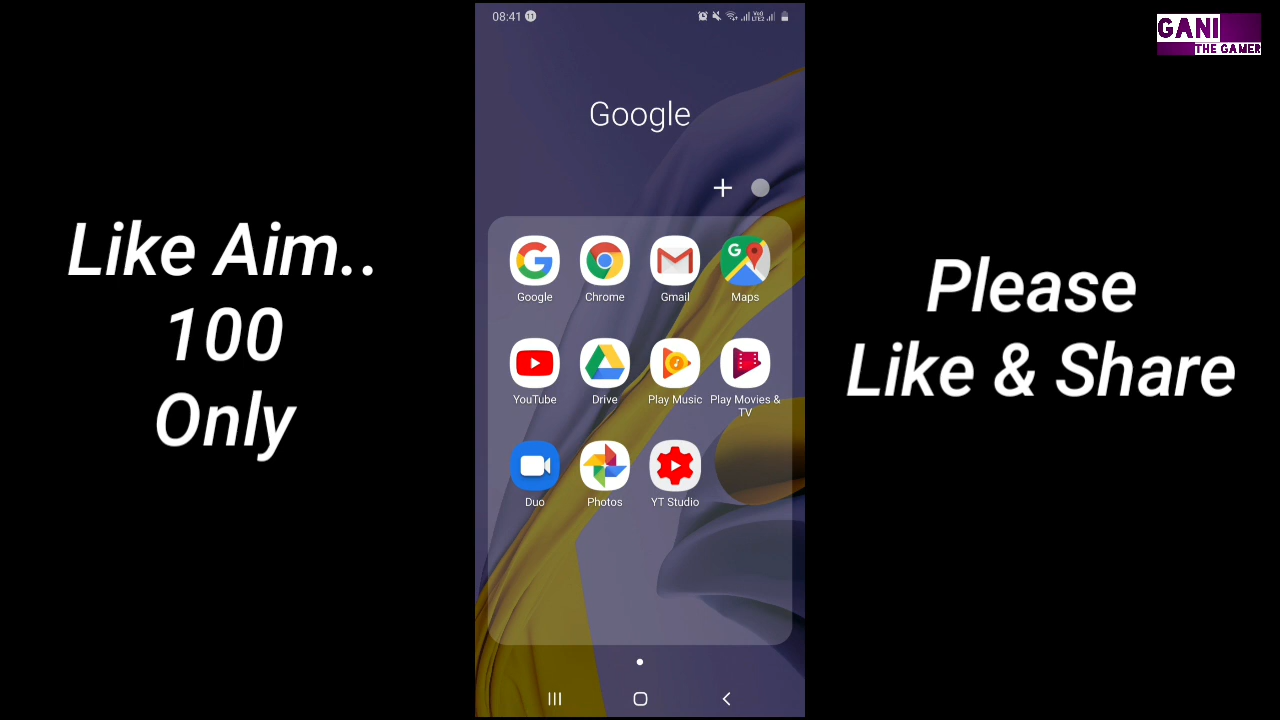 08:41 11
GANI
THE GAMER
Google
Like Aim..
100
Only
Please
Like & Share
Google Chrome Gmail Maps
YouTube Drive Play Music Play Movies &
TV
Duo Photos YT Studio